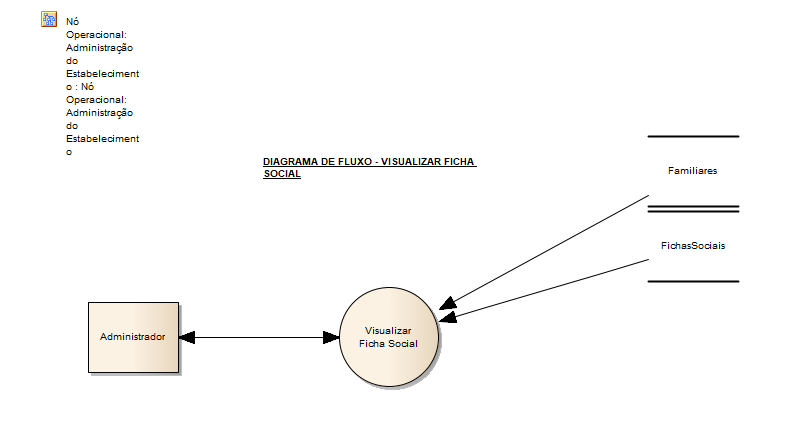 Nó
Operacional:
Administração
do
Estabeleciment
o : Nó
Operacional:
Administração
do
Estabeleciment
o
DIAGRAMA DE FLUXO - VISUALIZAR FICHA
SOCIAL
Familiares
FichasSociais
Administrador
Visualizar
Ficha Social